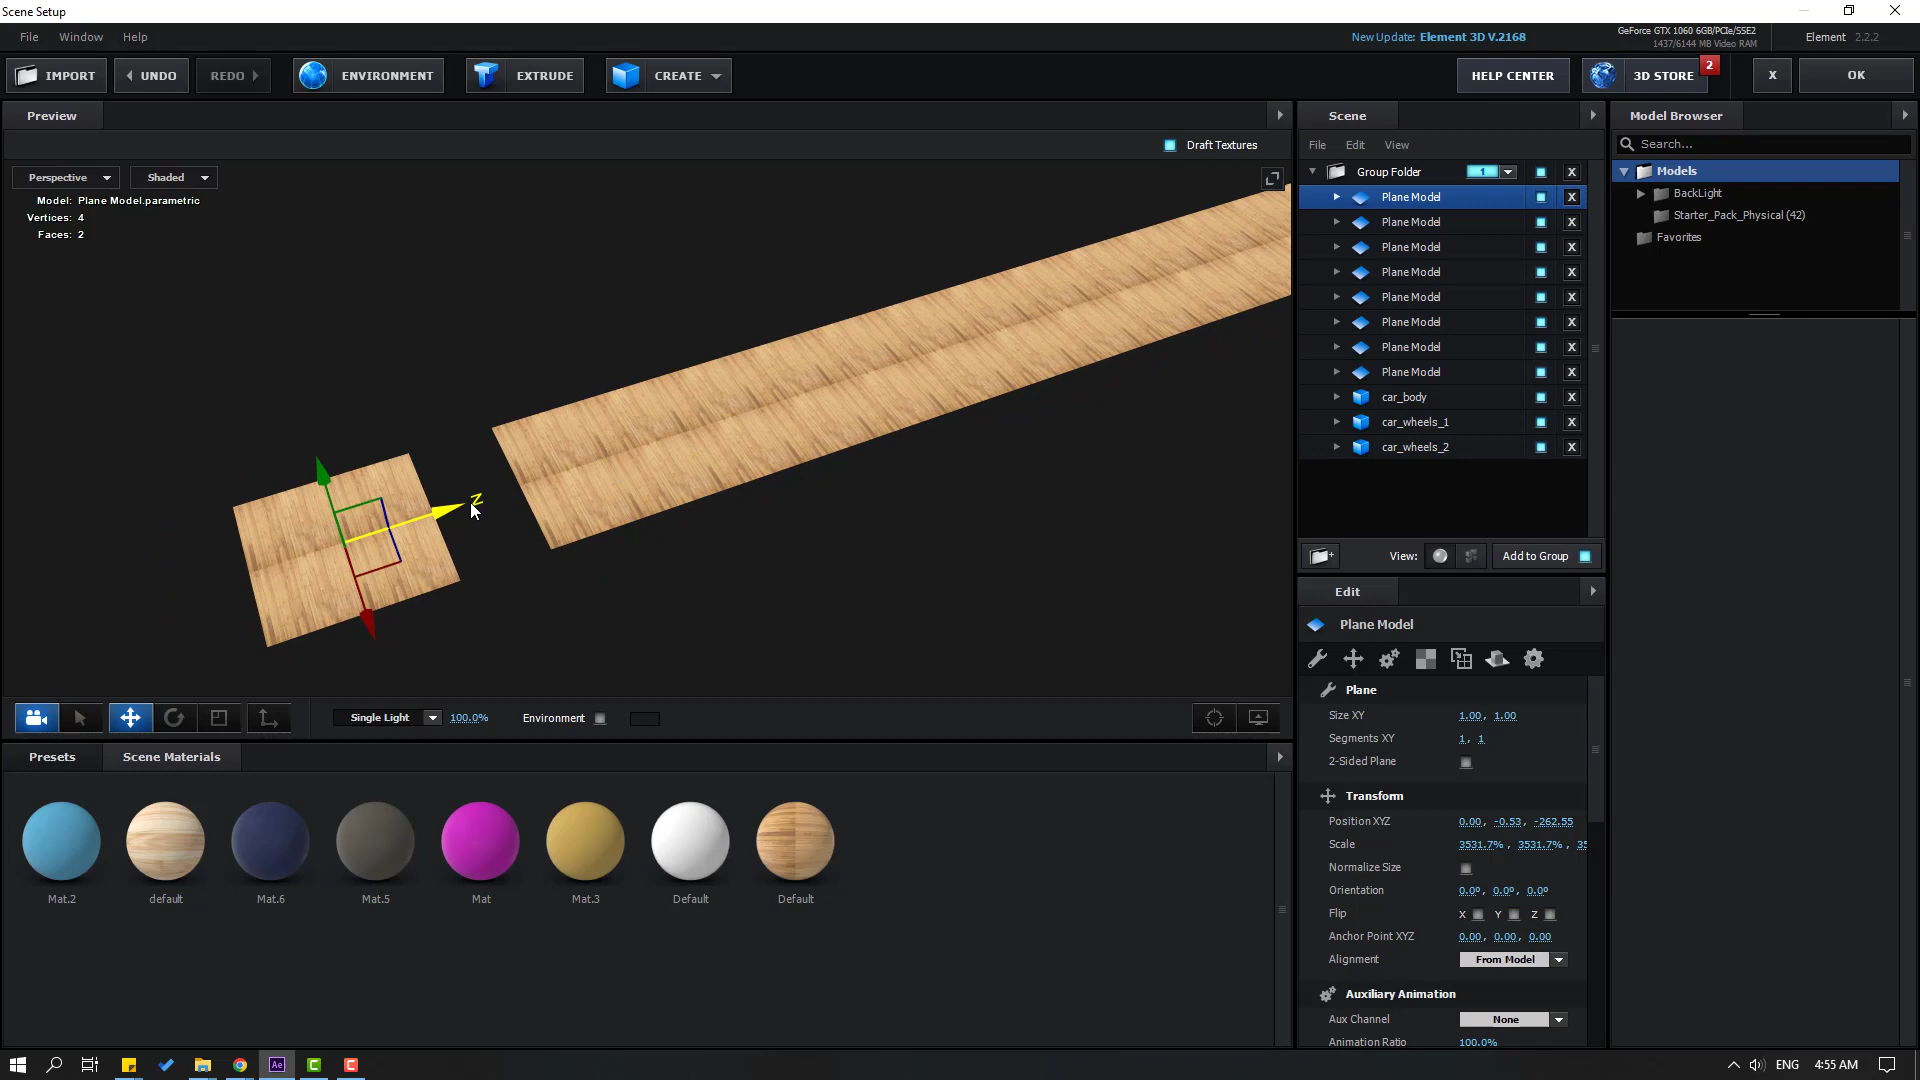 Scene Setup
File Window Help
New Update: Element 3D V.2168
GeForce GTX 1060 6GB/PCIe/SSE2
1437/6144 MB Video RAM
Element 2.2.2
IMPORT UNDO REDO ENVIRONMENT EXTRUDE CREATE HELP CENTER 3D STORE 2 X OK
Preview
Draft Textures
Perspective Shaded
Model: Plane Model.parametric
Vertices: 4
Faces: 2
Z
Single Light 100.0% Environment
Presets Scene Materials
Mat.2 default Mat.6 Mat.5 Mat Mat.3 Default Default
Scene
File Edit View
Group Folder 1 X
Plane Model X
Plane Model X
Plane Model X
Plane Model X
Plane Model X
Plane Model X
Plane Model X
Plane Model X
car_body X
car_wheels_1 X
car_wheels_2 X
View: Add to Group
Edit
Plane Model
Plane
Size XY 1.00, 1.00
Segments XY 1, 1
2-Sided Plane
Transform
Position XYZ 0.00, -0.53, -262.55
Scale 3531.7%, 3531.7%, 35
Normalize Size
Orientation 0.0º, 0.0º, 0.0º
Flip X Y Z
Anchor Point XYZ 0.00, 0.00, 0.00
Alignment From Model
Auxiliary Animation
Aux Channel None
Animation Ratio 100.0%
Model Browser
Search...
Models
BackLight
Starter_Pack_Physical (42)
Favorites
Ae C C
ENG 4:55 AM